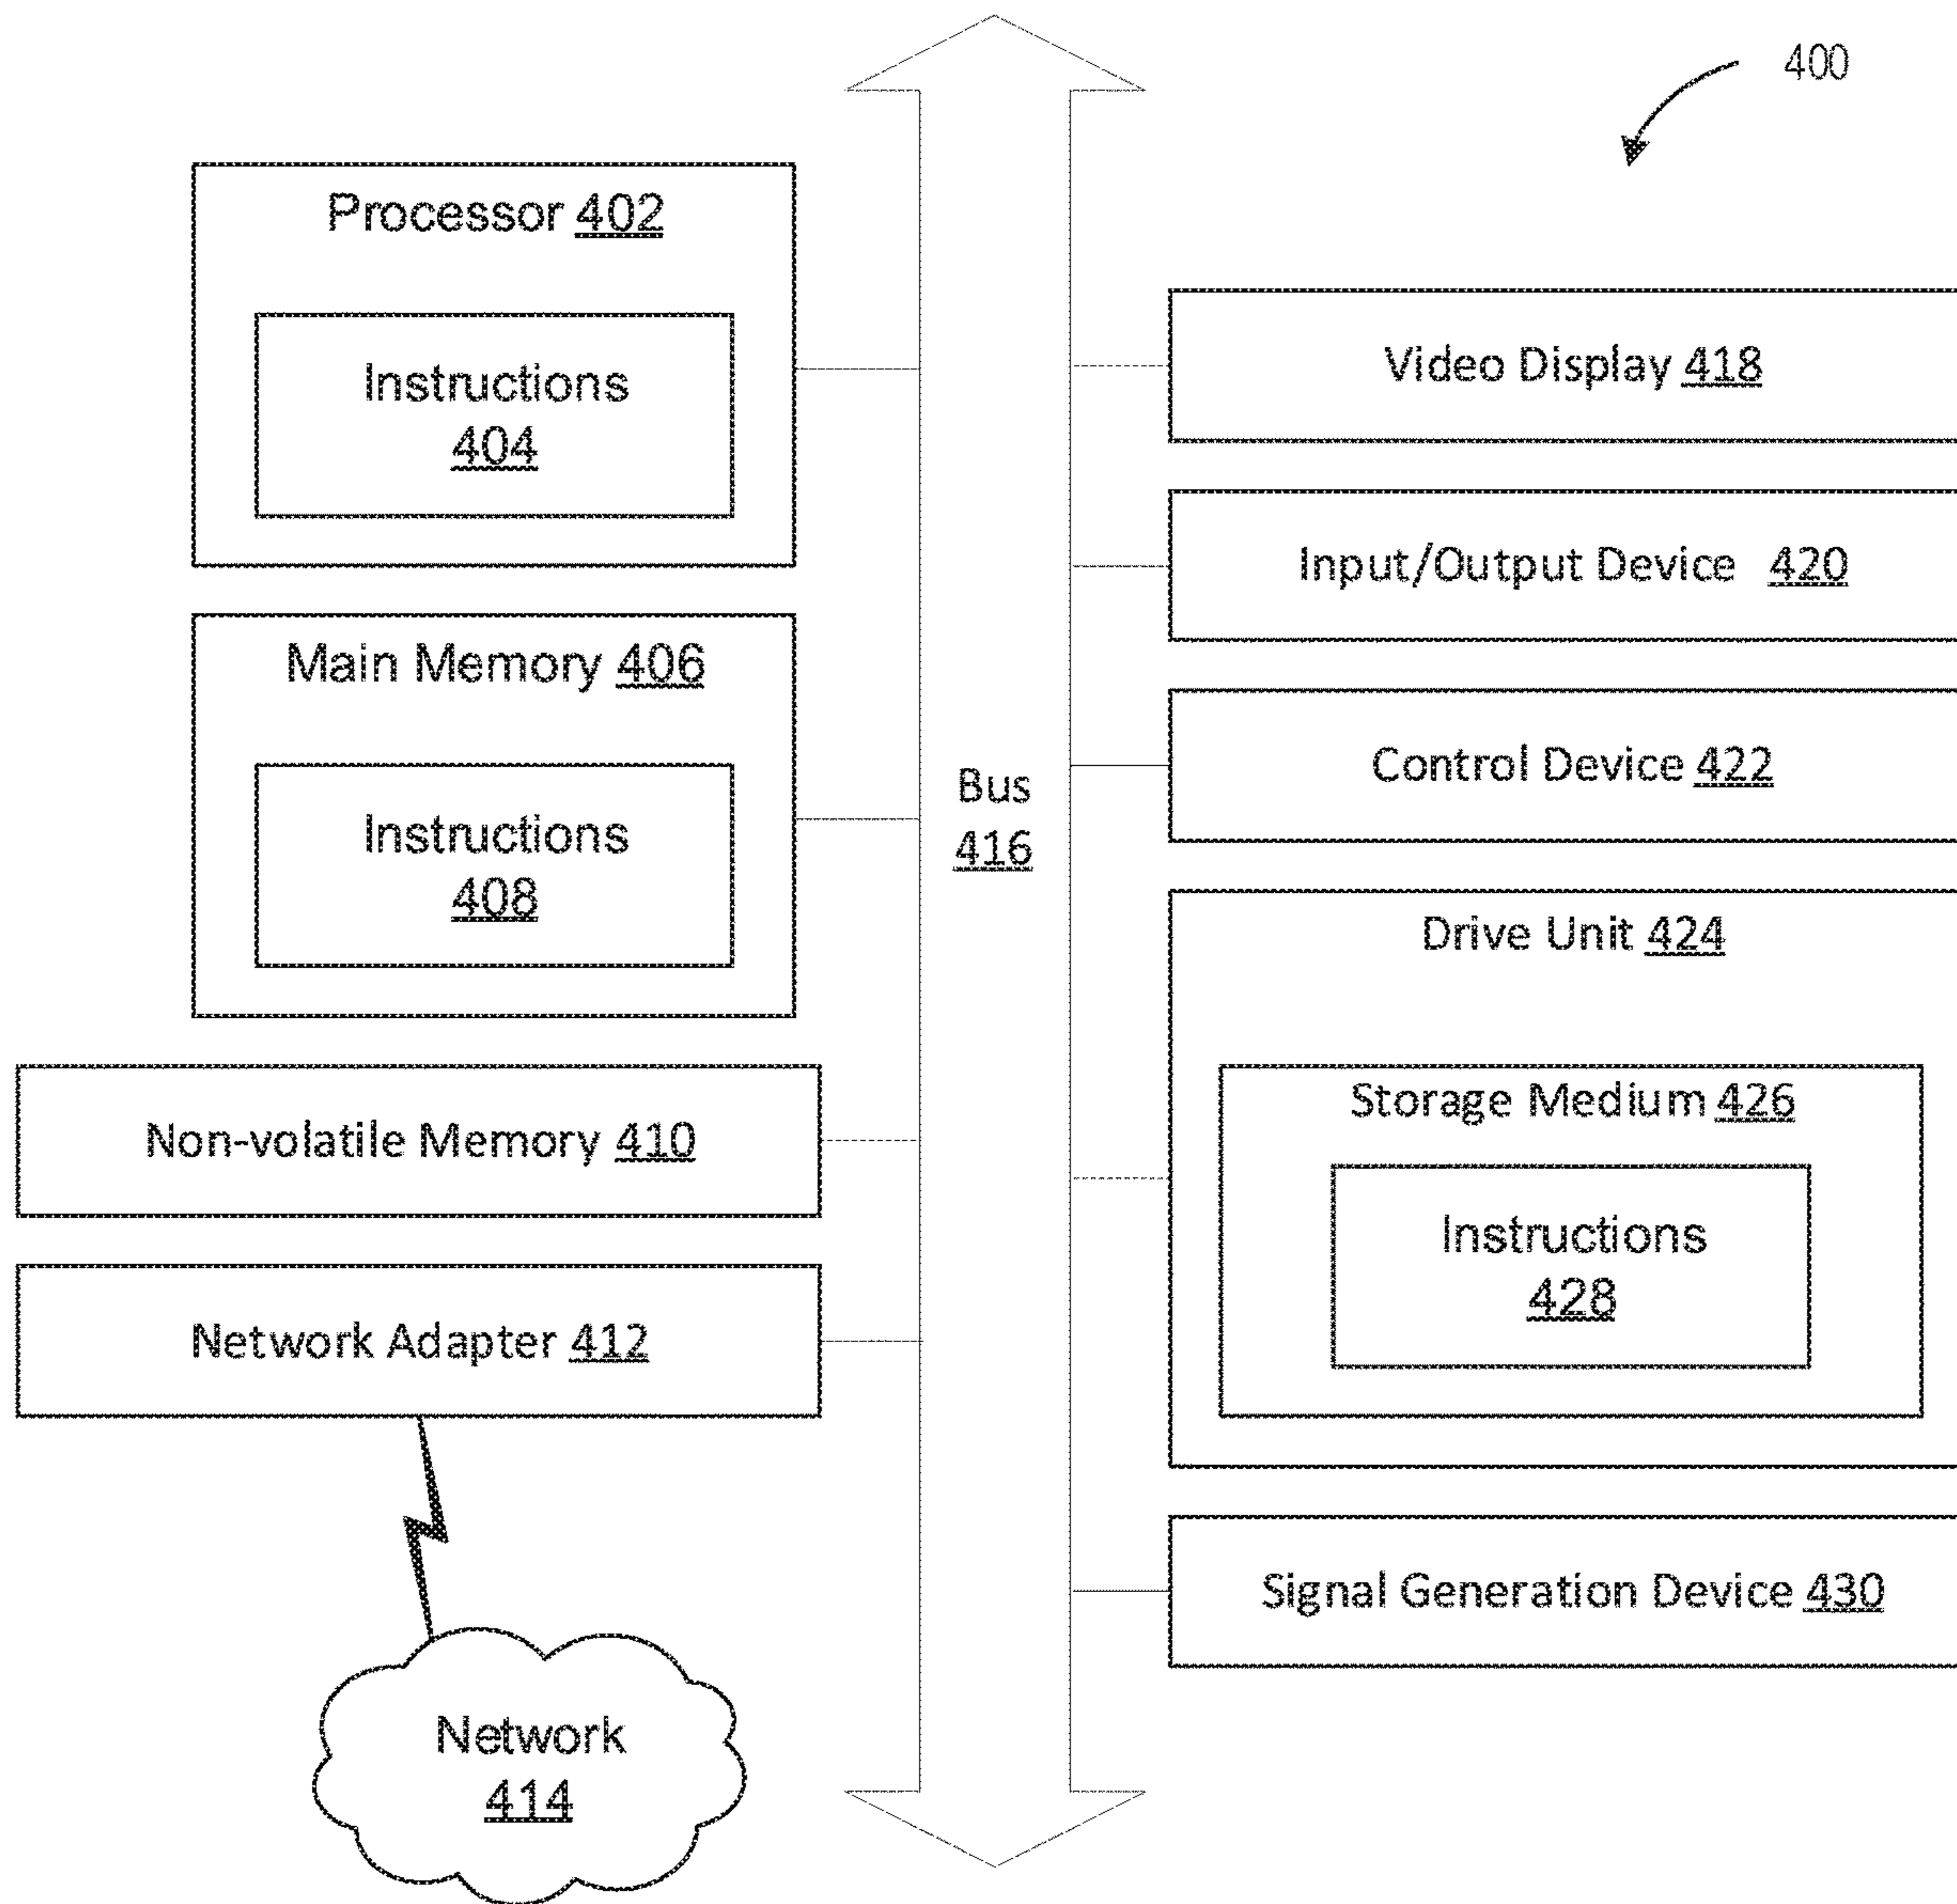 400
Processor 402
Instructions
404
Main Memory 406
Instructions
408
Non-volatile Memory 410
Network Adapter 412
Network
414
Bus
416
Video Display 418
Input/Output Device 420
Control Device 422
Drive Unit 424
Storage Medium 426
Instructions
428
Signal Generation Device 430